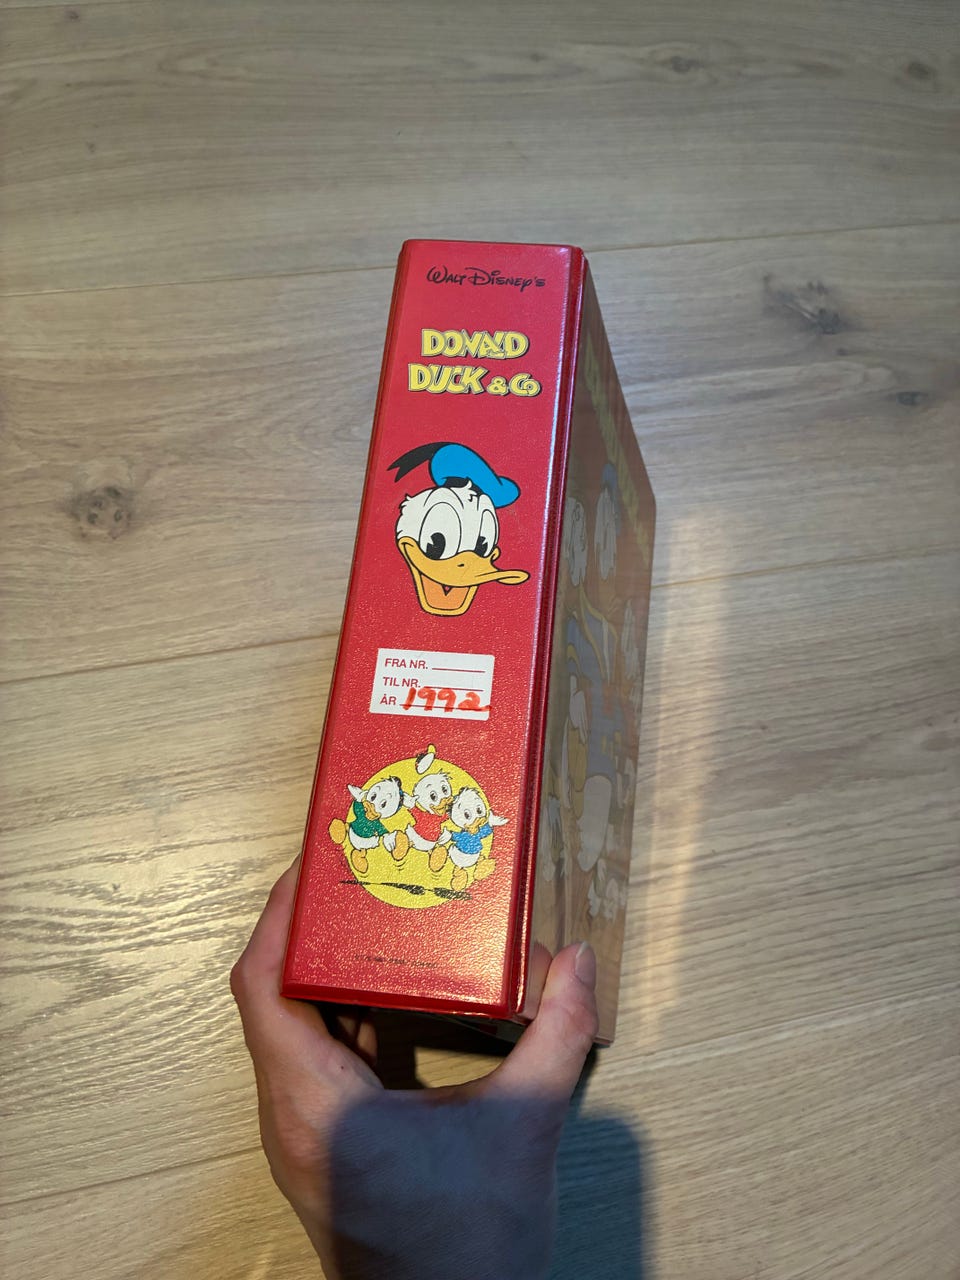 WALT DISNEY'S
DONALD
DUCK & Co
FRA NR.
TIL NR.
ÅR 1992